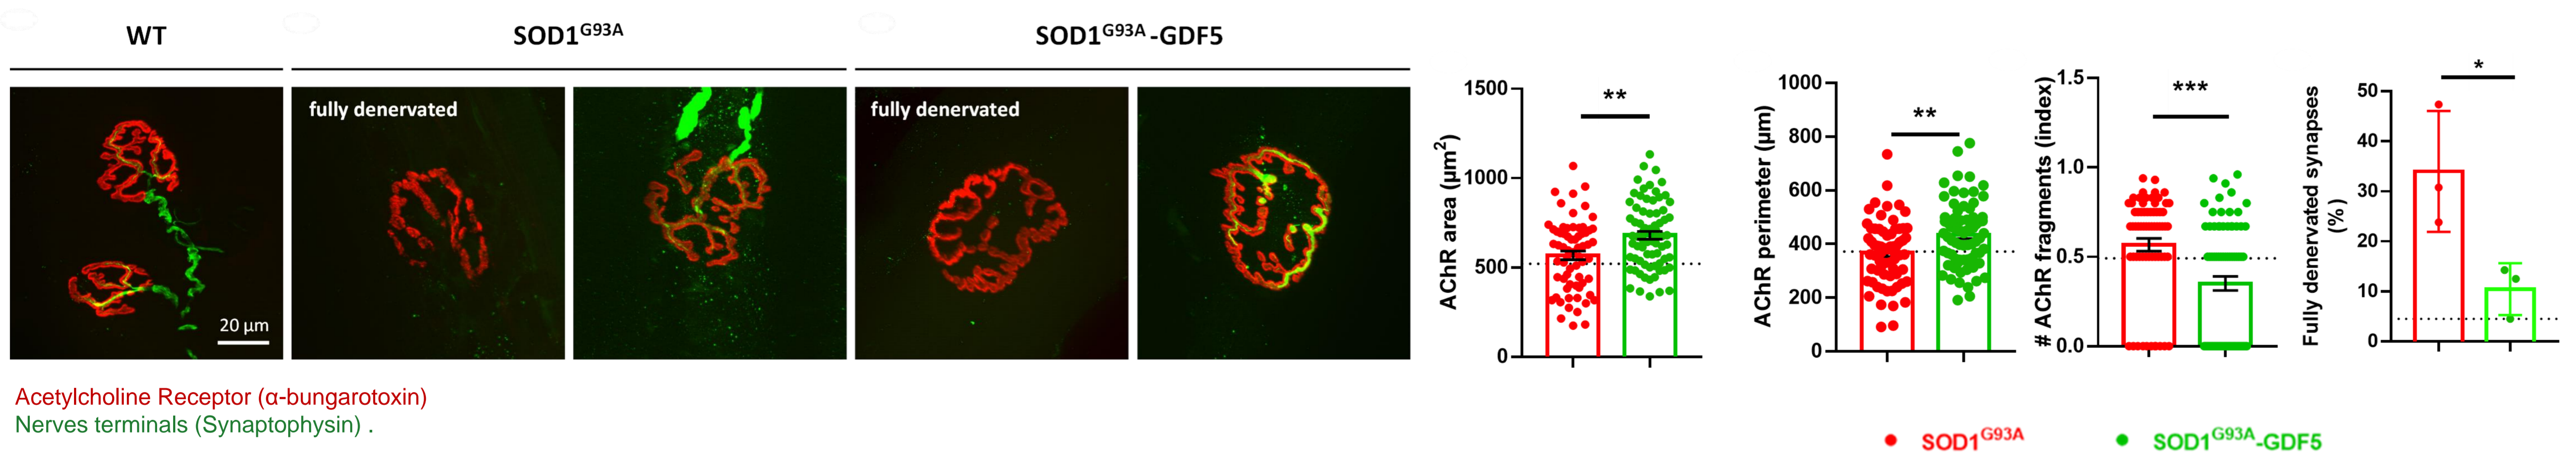 WT
SOD1G93A
SOD1G93A -GDF5
fully denervated
fully denervated
20 µm
Acetylcholine Receptor (α-bungarotoxin)
Nerves terminals (Synaptophysin) .
AChR area (µm2)
1500
1000
500
0
**
AChR perimeter (µm)
1000
800
600
400
200
0
**
# AChR fragments (index)
1.5
1.0
0.5
0.0
***
Fully denervated synapses
(%)
50
40
30
20
10
0
*
SOD1G93A
SOD1G93A-GDF5